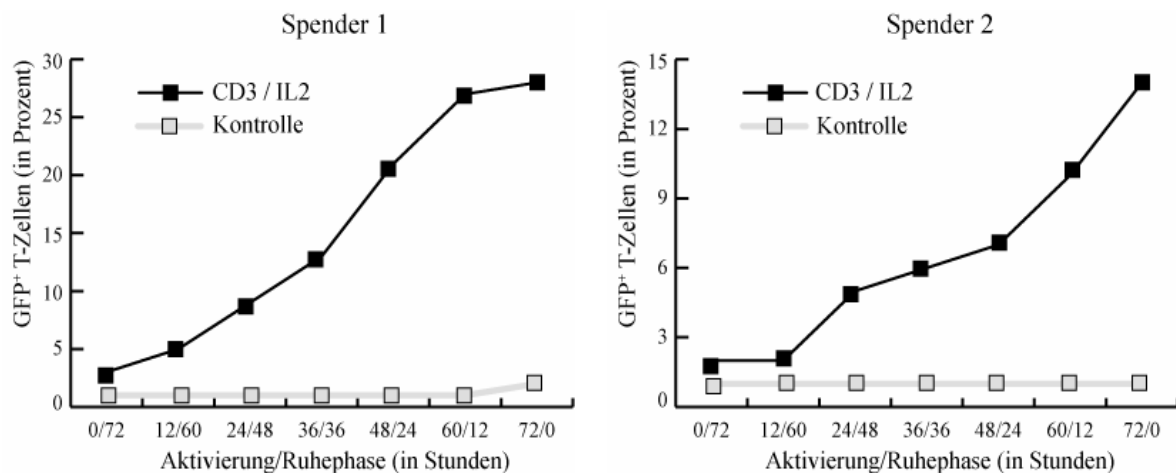 Spender 1
GFP+ T-Zellen (in Prozent)
30
25
20
15
10
5
0
CD3 / IL2
Kontrolle
0/72 12/60 24/48 36/36 48/24 60/12 72/0
Aktivierung/Ruhephase (in Stunden)
Spender 2
GFP+ T-Zellen (in Prozent)
15
12
9
6
3
0
CD3 / IL2
Kontrolle
0/72 12/60 24/48 36/36 48/24 60/12 72/0
Aktivierung/Ruhephase (in Stunden)